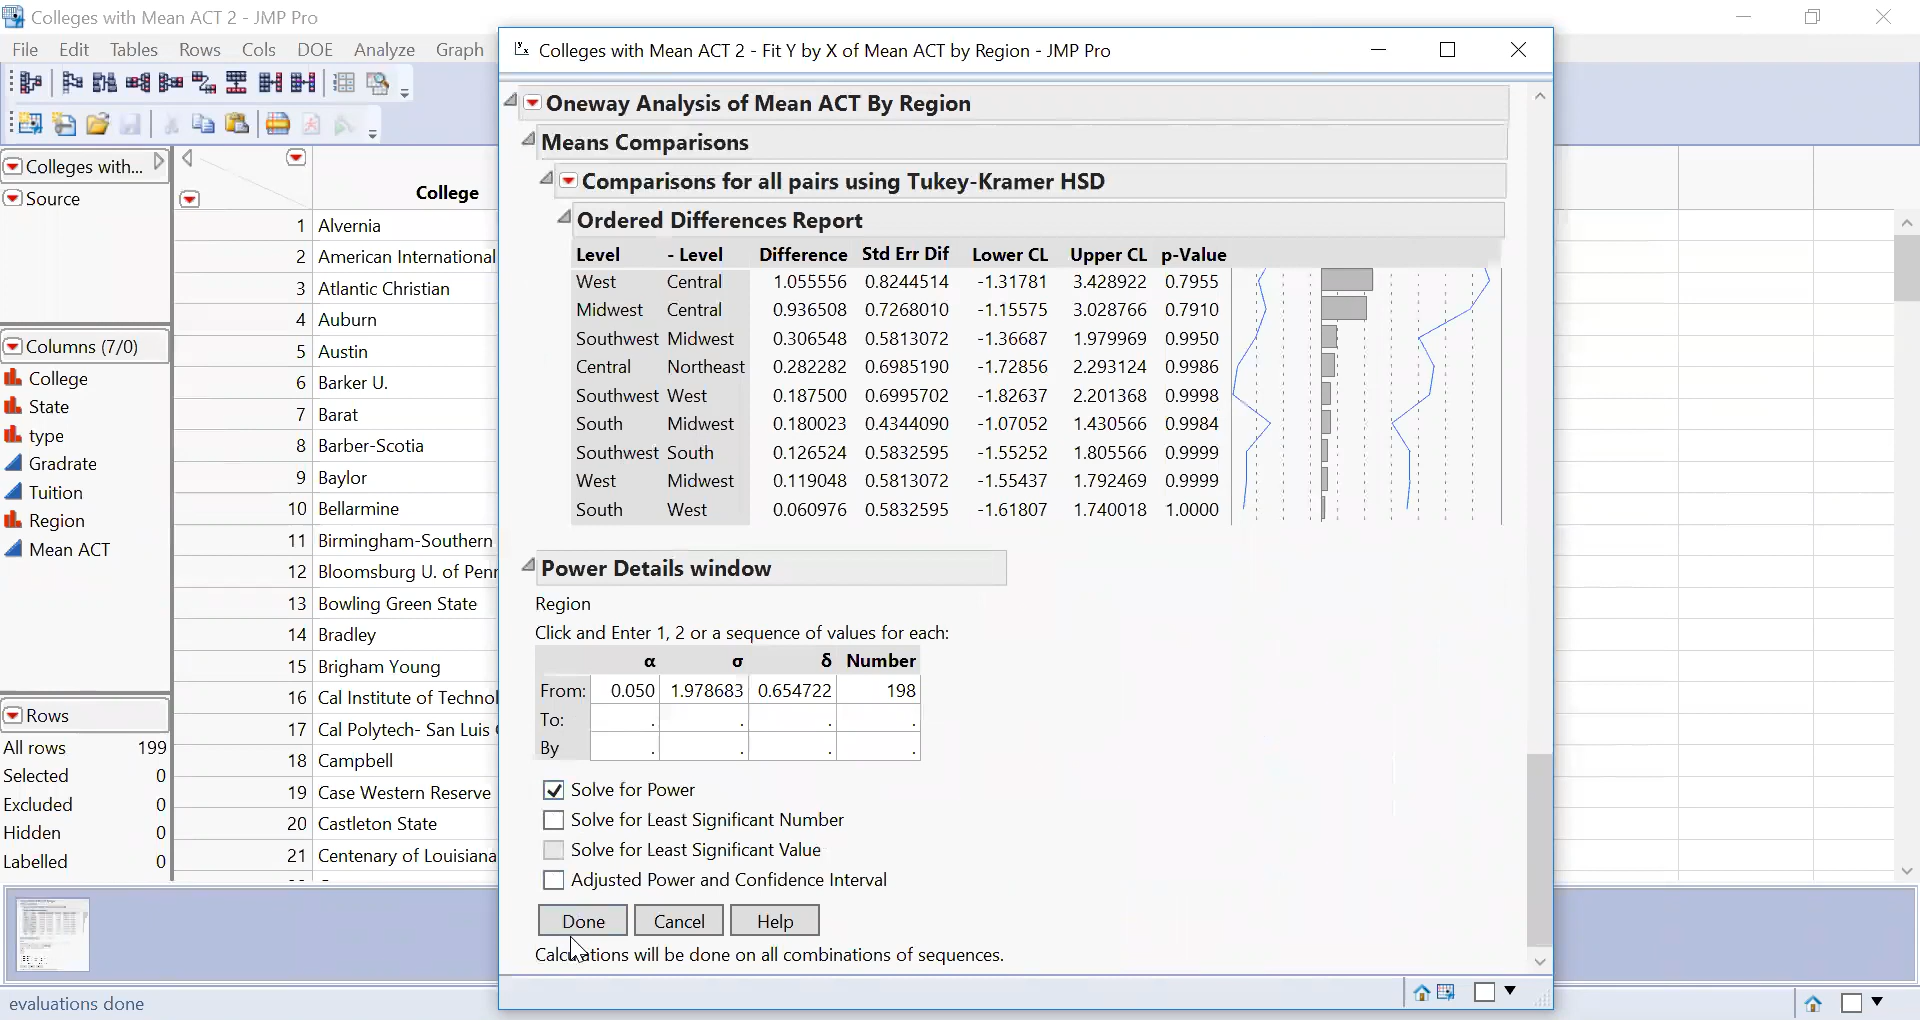 Colleges with Mean ACT 2 - JMP Pro
File Edit Tables Rows Cols DOE Analyze Graph
Colleges with...
Source
Columns (7/0)
College
State
type
Gradrate
Tuition
Region
Mean ACT
Rows
All rows 199
Selected 0
Excluded 0
Hidden 0
Labelled 0
College
1 Alvernia
2 American International
3 Atlantic Christian
4 Auburn
5 Austin
6 Barker U.
7 Barat
8 Barber-Scotia
9 Baylor
10 Bellarmine
11 Birmingham-Southern
12 Bloomsburg U. of Penn
13 Bowling Green State
14 Bradley
15 Brigham Young
16 Cal Institute of Technol
17 Cal Polytech- San Luis
18 Campbell
19 Case Western Reserve
20 Castleton State
21 Centenary of Louisiana
Colleges with Mean ACT 2 - Fit Y by X of Mean ACT by Region - JMP Pro
Oneway Analysis of Mean ACT By Region
Means Comparisons
Comparisons for all pairs using Tukey-Kramer HSD
Ordered Differences Report
Level - Level Difference Std Err Dif Lower CL Upper CL p-Value
West Central 1.055556 0.8244514 -1.31781 3.428922 0.7955
Midwest Central 0.936508 0.7268010 -1.15575 3.028766 0.7910
Southwest Midwest 0.306548 0.5813072 -1.36687 1.979969 0.9950
Central Northeast 0.282282 0.6985190 -1.72856 2.293124 0.9986
Southwest West 0.187500 0.6995702 -1.82637 2.201368 0.9998
South Midwest 0.180023 0.4344090 -1.07052 1.430566 0.9984
Southwest South 0.126524 0.5832595 -1.55252 1.805566 0.9999
West Midwest 0.119048 0.5813072 -1.55437 1.792469 0.9999
South West 0.060976 0.5832595 -1.61807 1.740018 1.0000
Power Details window
Region
Click and Enter 1, 2 or a sequence of values for each:
α σ δ Number
From: 0.050 1.978683 0.654722 198
To: . . . .
By . . . .
Solve for Power
Solve for Least Significant Number
Solve for Least Significant Value
Adjusted Power and Confidence Interval
Done Cancel Help
Calculations will be done on all combinations of sequences.
evaluations done